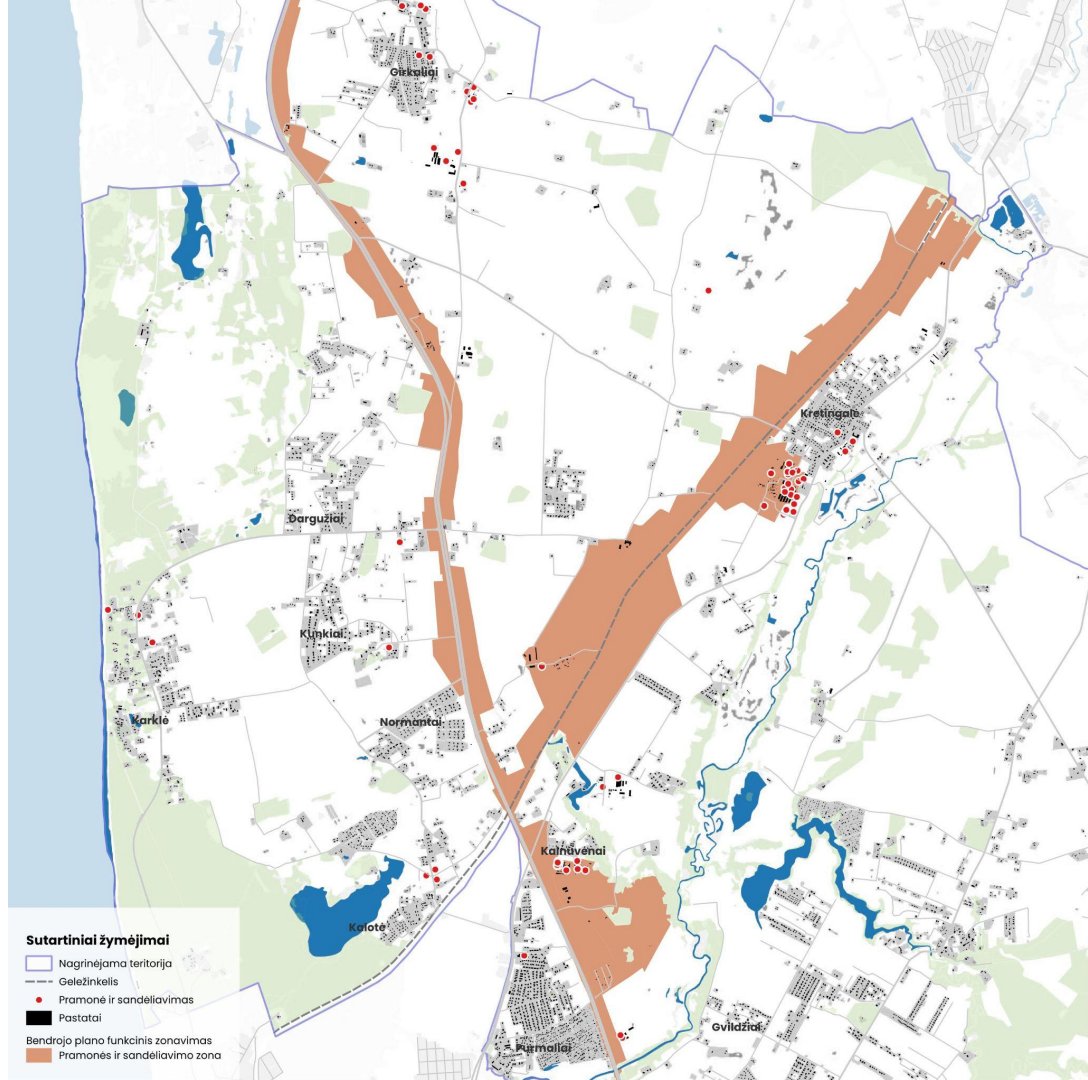 Girkaliai
Kretingalė
Dargužiai
Kunkiai
Karklė
Normantai
Kalnuvėnai
Kalotė
Gvildžiai
Purmaliai
Sutartiniai žymėjimai
Nagrinėjama teritorija
Geležinkelis
Pramonė ir sandėliavimas
Pastatai
Bendrojo plano funkcinis zonavimas
Pramonės ir sandėliavimo zona